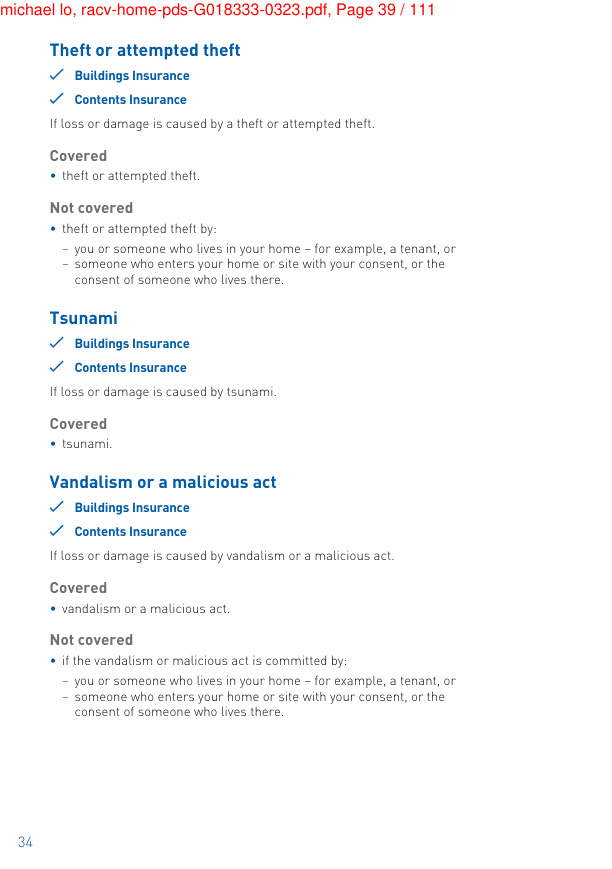 michael lo, racv-home-pds-G018333-0323.pdf, Page 39 / 111
Theft or attempted theft
✓ Buildings Insurance
✓ Contents Insurance
If loss or damage is caused by a theft or attempted theft.
Covered
• theft or attempted theft.
Not covered
• theft or attempted theft by:
– you or someone who lives in your home – for example, a tenant, or
– someone who enters your home or site with your consent, or the
consent of someone who lives there.
Tsunami
✓ Buildings Insurance
✓ Contents Insurance
If loss or damage is caused by tsunami.
Covered
• tsunami.
Vandalism or a malicious act
✓ Buildings Insurance
✓ Contents Insurance
If loss or damage is caused by vandalism or a malicious act.
Covered
• vandalism or a malicious act.
Not covered
• if the vandalism or malicious act is committed by:
– you or someone who lives in your home – for example, a tenant, or
– someone who enters your home or site with your consent, or the
consent of someone who lives there.
34